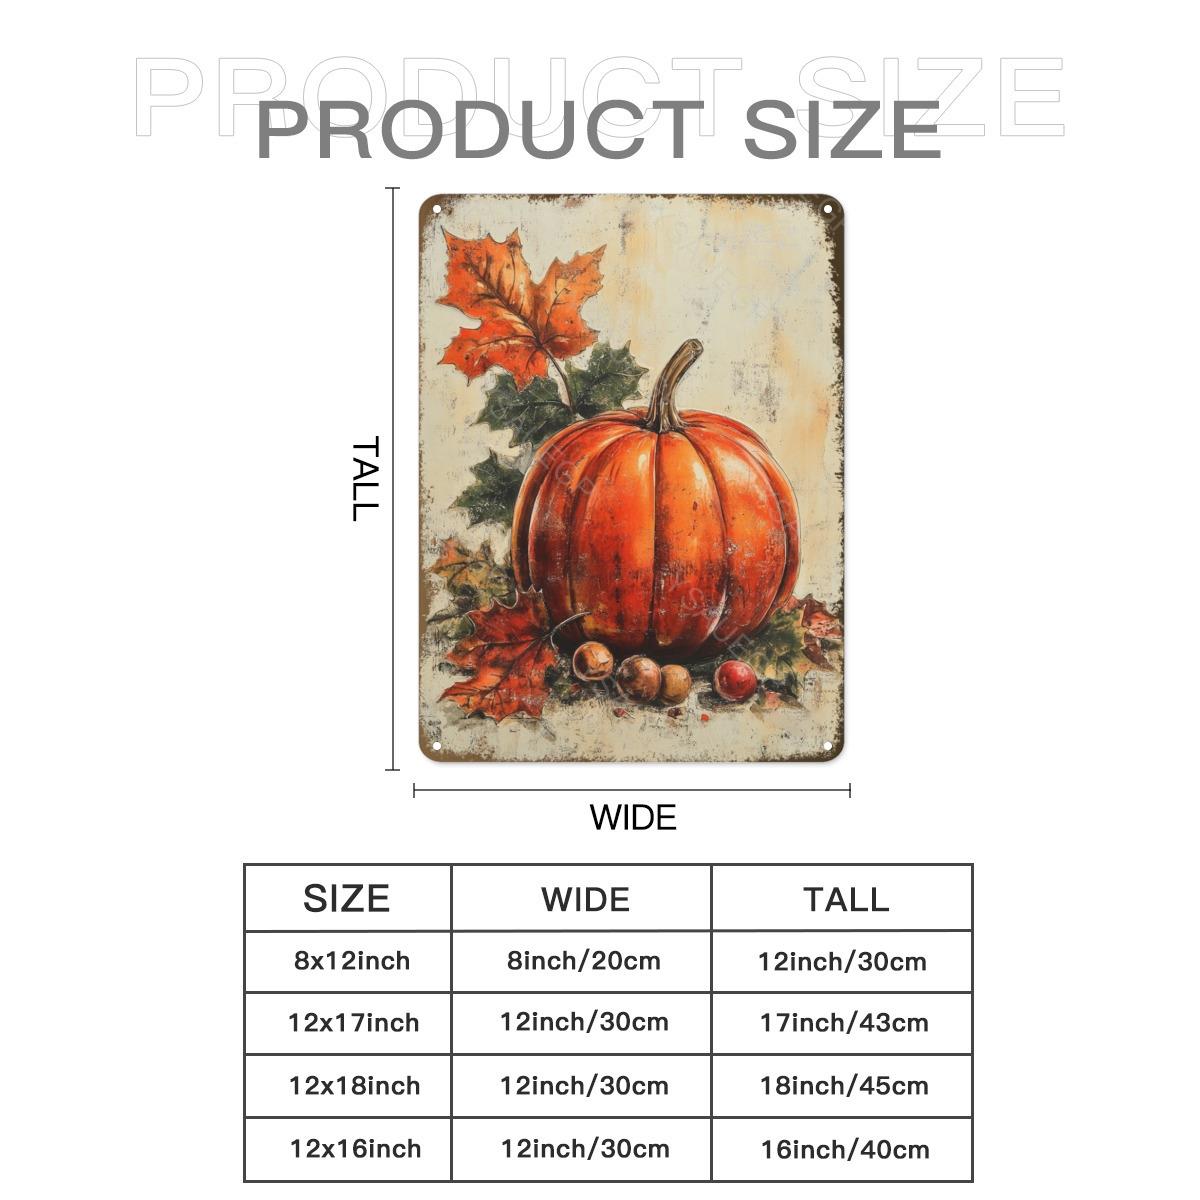 PRODUCT SIZE
PRODUCT SIZE
TALL
WIDE
SIZE WIDE TALL
8x12inch 8inch/20cm 12inch/30cm
12x17inch 12inch/30cm 17inch/43cm
12x18inch 12inch/30cm 18inch/45cm
12x16inch 12inch/30cm 16inch/40cm